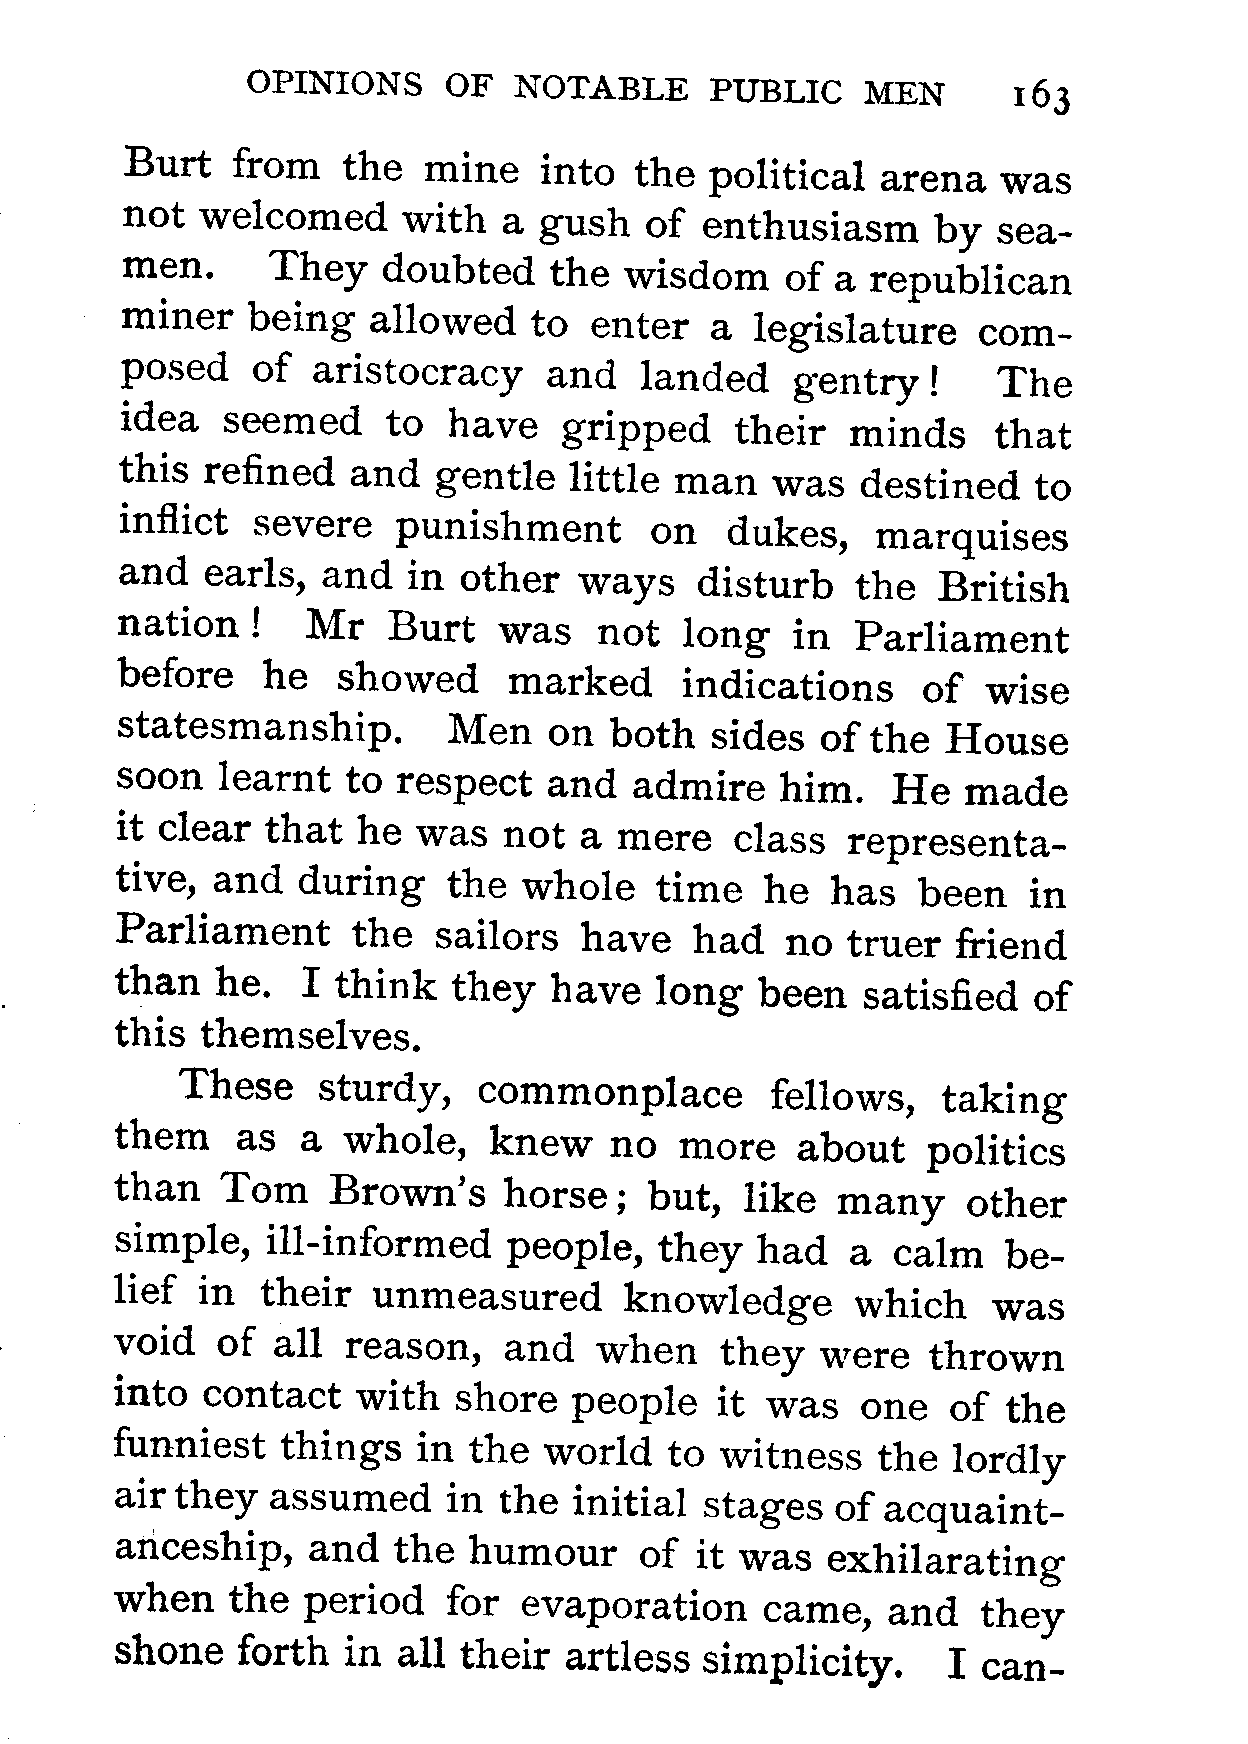 OPINIONS OF NOTABLE PUBLIC MEN 163
Burt from the mine into the political arena was
not welcomed with a gush of enthusiasm by sea-
men. They doubted the wisdom of a republican
miner being allowed to enter a legislature com-
posed of aristocracy and landed gentry! The
idea seemed to have gripped their minds that
this refined and gentle little man was destined to
inflict severe punishment on dukes, marquises
and earls, and in other ways disturb the British
nation! Mr Burt was not long in Parliament
before he showed marked indications of wise
statesmanship. Men on both sides of the House
soon learnt to respect and admire him. He made
it clear that he was not a mere class representa-
tive, and during the whole time he has been in
Parliament the sailors have had no truer friend
than he. I think they have long been satisfied of
this themselves.
These sturdy, commonplace fellows, taking
them as a whole, knew no more about politics
than Tom Brown's horse; but, like many other
simple, ill-informed people, they had a calm be-
lief in their unmeasured knowledge which was
void of all reason, and when they were thrown
into contact with shore people it was one of the
funniest things in the world to witness the lordly
air they assumed in the initial stages of acquaint-
anceship, and the humour of it was exhilarating
when the period for evaporation came, and they
shone forth in all their artless simplicity. I can-